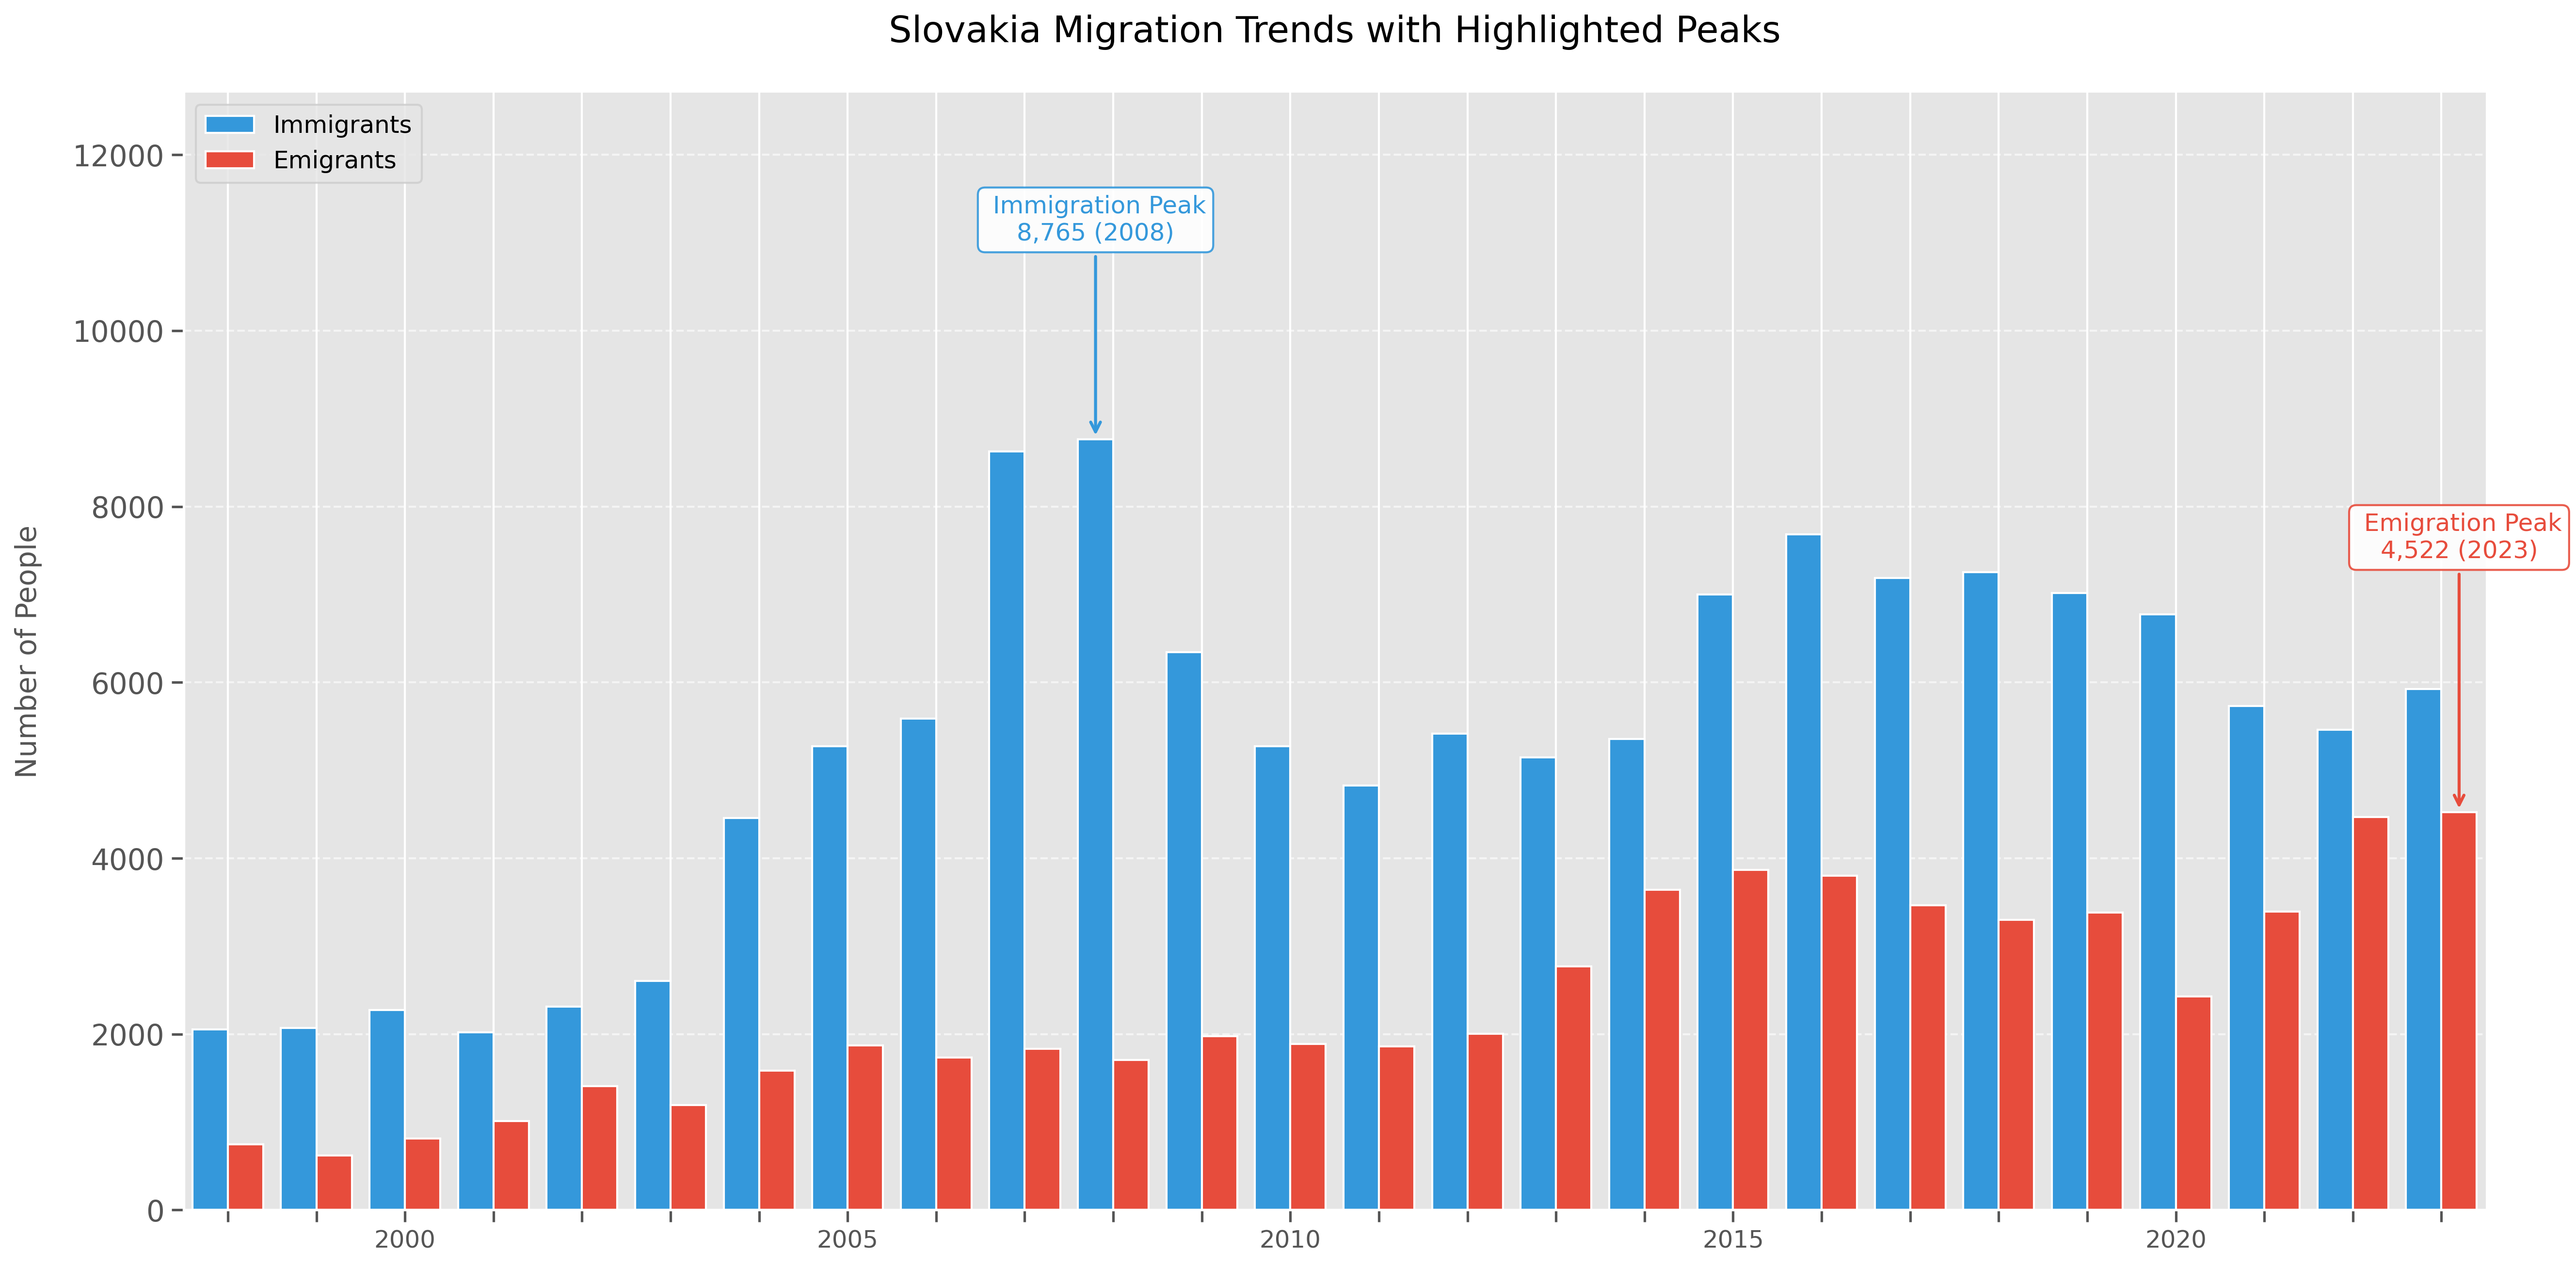 Slovakia Migration Trends with Highlighted Peaks
Immigrants
Emigrants
Immigration Peak
8,765 (2008)
Emigration Peak
4,522 (2023)
Number of People
12000
10000
8000
6000
4000
2000
0
2000
2005
2010
2015
2020